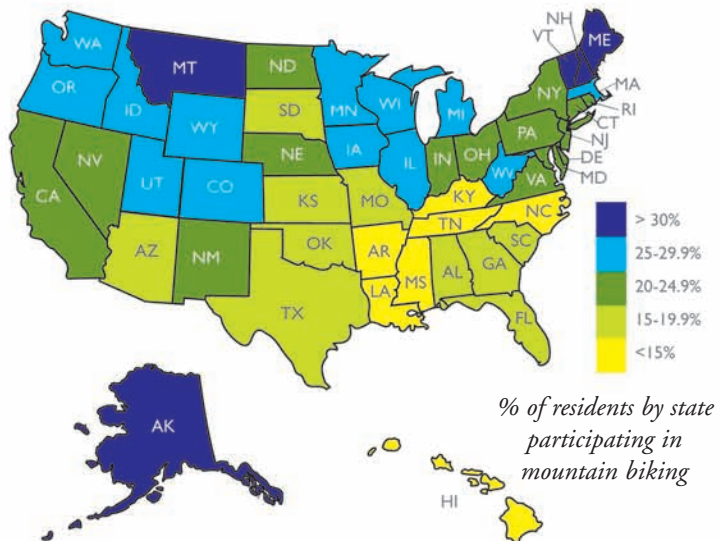 NH
VT
ME
WA
MT
ND
OR
MN
MA
ID
SD
WI
NY
MI
RI
WY
CT
IA
PA
NJ
NE
NV
IN
OH
DE
IL
WV
MD
UT
VA
CO
CA
KS
MO
KY
NC
TN
OK
AZ
NM
AR
SC
MS
AL
GA
LA
TX
FL
> 30%
25-29.9%
20-24.9%
15-19.9%
<15%
% of residents by state
participating in
mountain biking
AK
HI